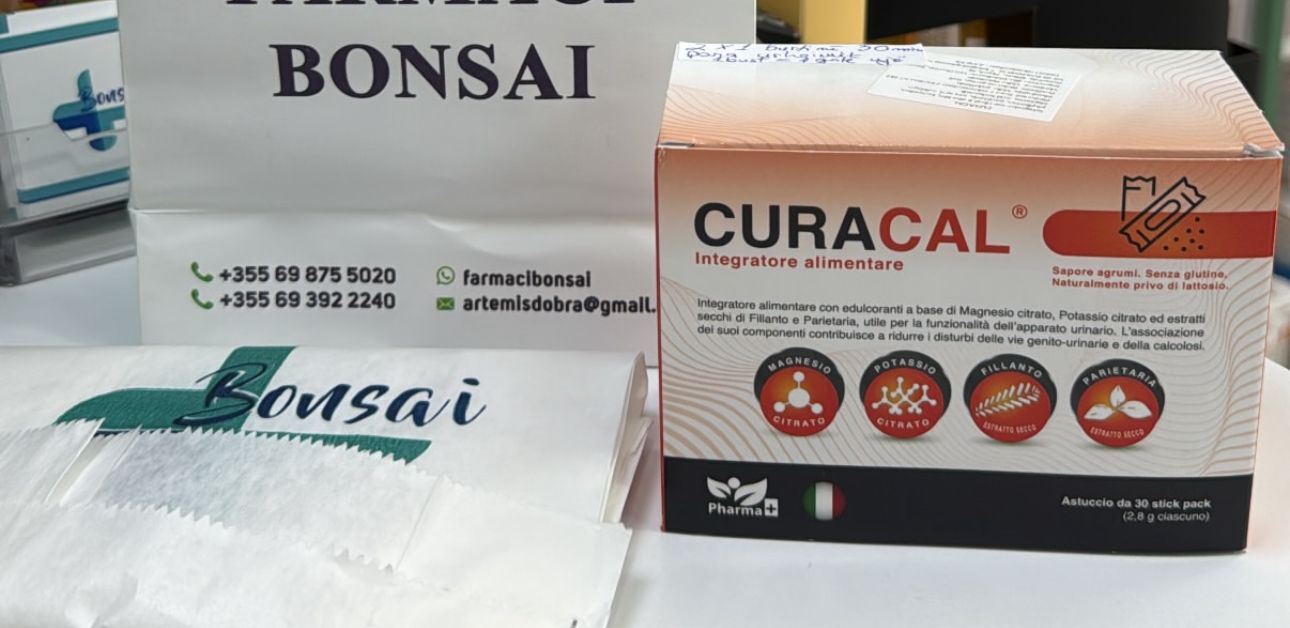 BONSAI
+355 69 875 5020
+355 69 392 2240
farmacibonsai
artemisdobra@gmail.
Bonsai
Bons
2 x 1 30
CURACAL®
Integratore alimentare
Sapore agrumi. Senza glutine.
Naturalmente privo di lattosio.
Integratore alimentare con edulcoranti a base di Magnesio citrato, Potassio citrato ed estratti
secchi di Fillanto e Parietaria, utile per la funzionalità dell'apparato urinario. L'associazione
dei suoi componenti contribuisce a ridurre i disturbi delle vie genito-urinarie e della calcolosi.
MAGNESIO
CITRATO
POTASSIO
CITRATO
FILLANTO
ESTRATTO SECCO
PARIETARIA
ESTRATTO SECCO
Pharma+
Astuccio da 30 stick pack
(2,8 g ciascuno)